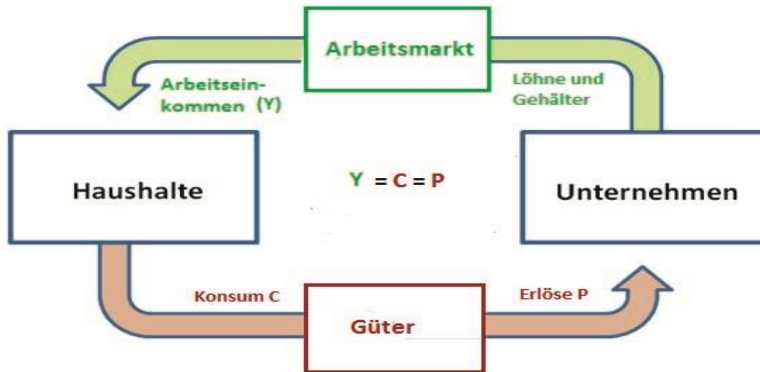 Arbeitsmarkt
Arbeitsein-
kommen (Y)
Löhne und
Gehälter
Haushalte
Y = C = P
Unternehmen
Konsum C
Güter
Erlöse P